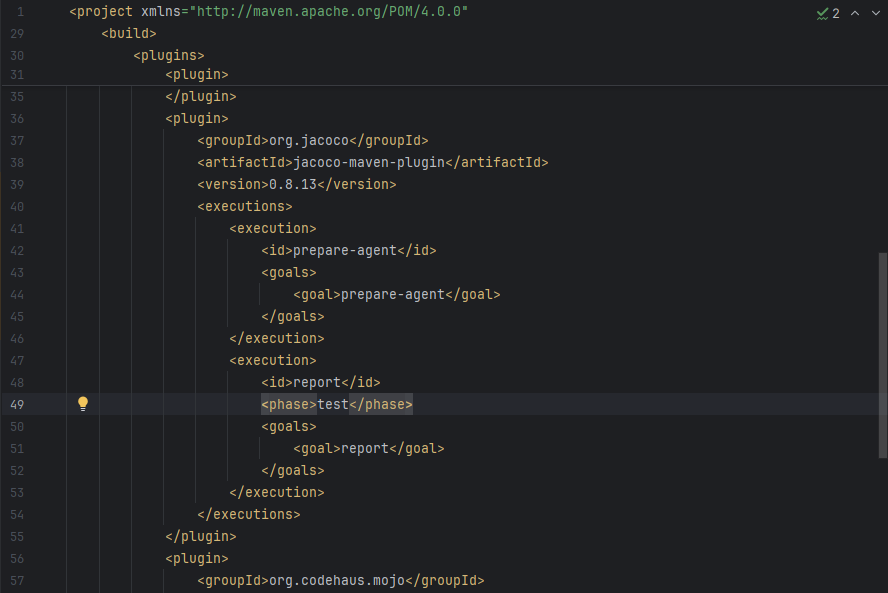 1 <project xmlns="http://maven.apache.org/POM/4.0.0" 2
29 <build>
30 <plugins>
31 <plugin>
35 </plugin>
36 <plugin>
37 <groupId>org.jacoco</groupId>
38 <artifactId>jacoco-maven-plugin</artifactId>
39 <version>0.8.13</version>
40 <executions>
41 <execution>
42 <id>prepare-agent</id>
43 <goals>
44 <goal>prepare-agent</goal>
45 </goals>
46 </execution>
47 <execution>
48 <id>report</id>
49 <phase>test</phase>
50 <goals>
51 <goal>report</goal>
52 </goals>
53 </execution>
54 </executions>
55 </plugin>
56 <plugin>
57 <groupId>org.codehaus.mojo</groupId>